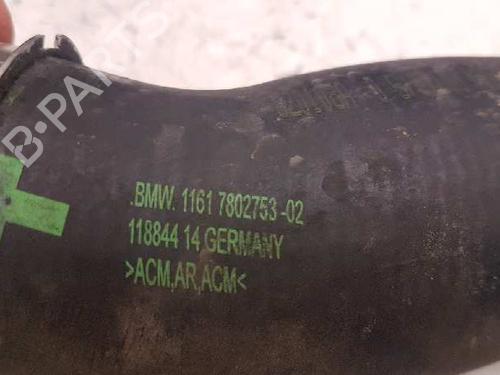 B-PARTS
.BMW. 1161 7802753-02
118844 14 GERMANY
>ACM,AR,ACM<